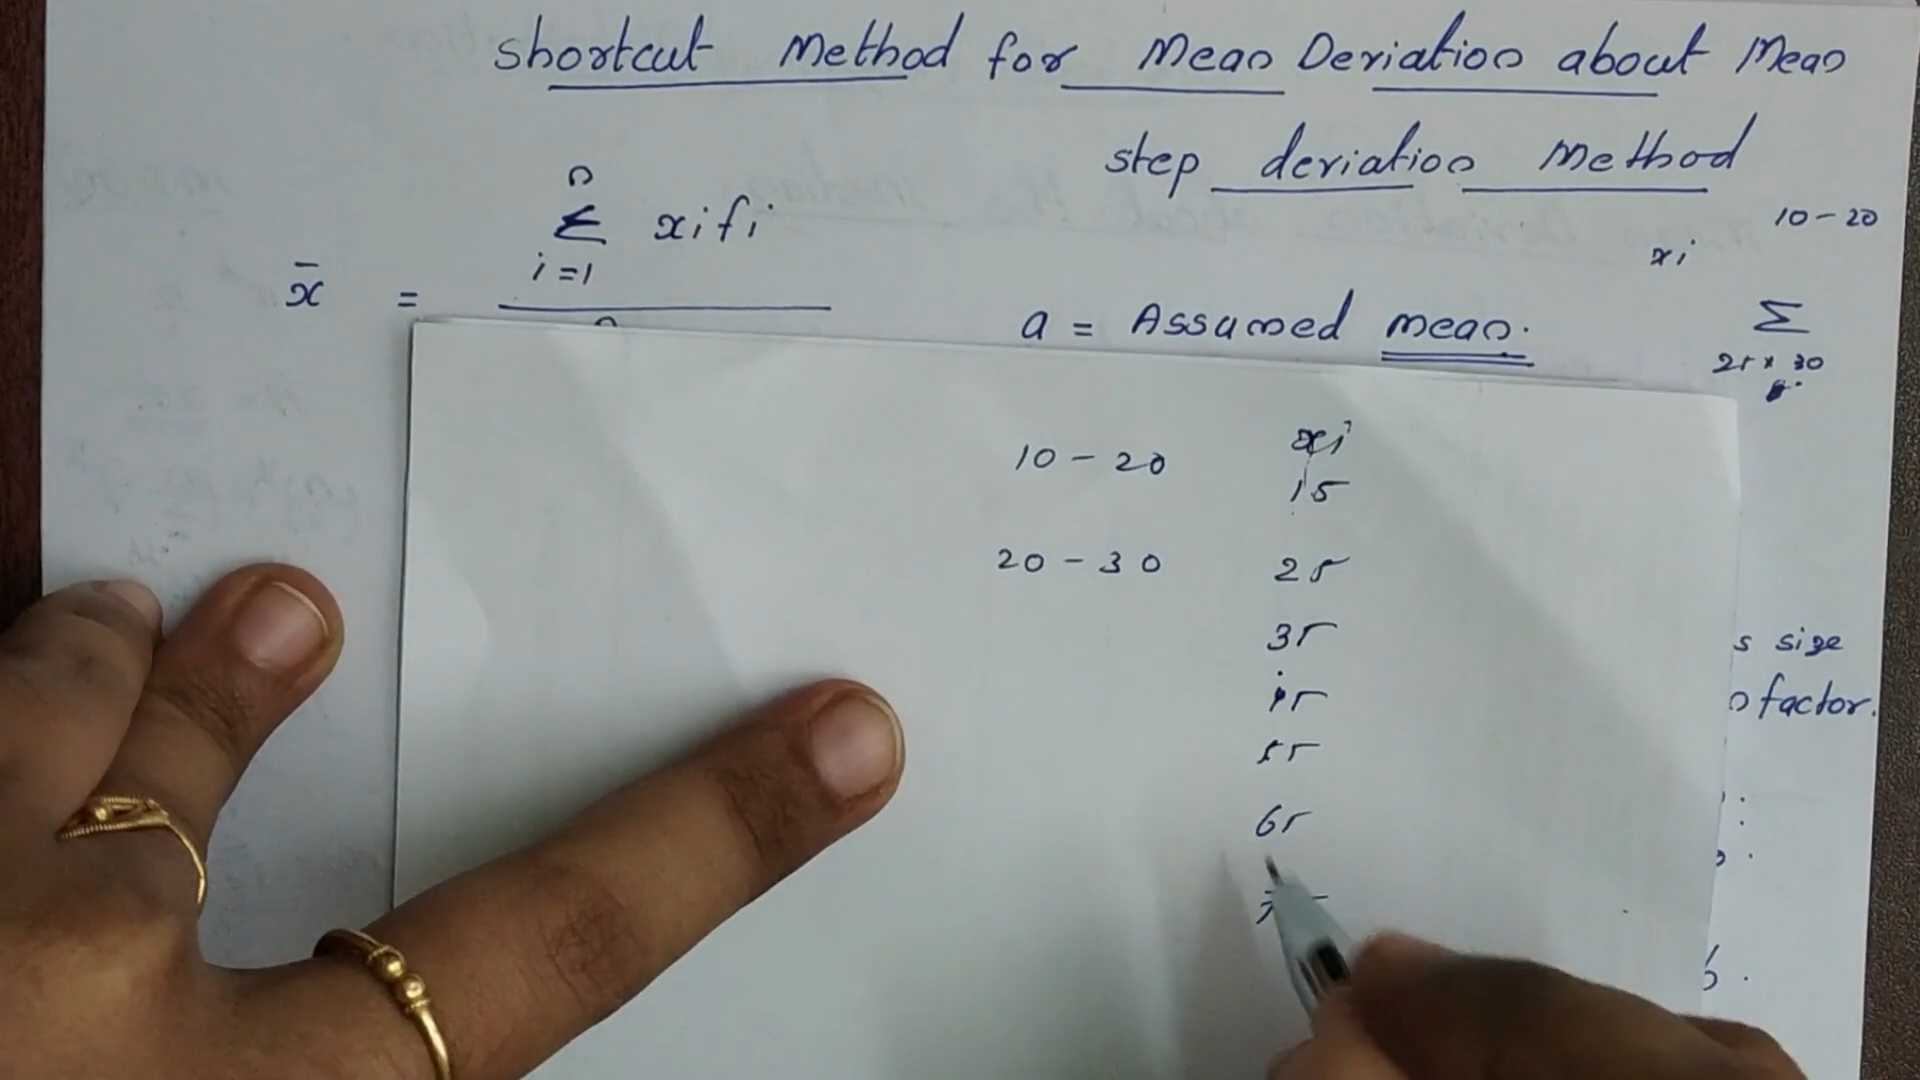 shortcut Method for Mean Deviation about Mean
step deviation Method
n
Σ xifi
i=1
x̄ =
10-20
xi
a = Assumed mean.
Σ
25 x 30
xi
10 - 20 15
20 - 30 25
35
55
65
s size
factor.